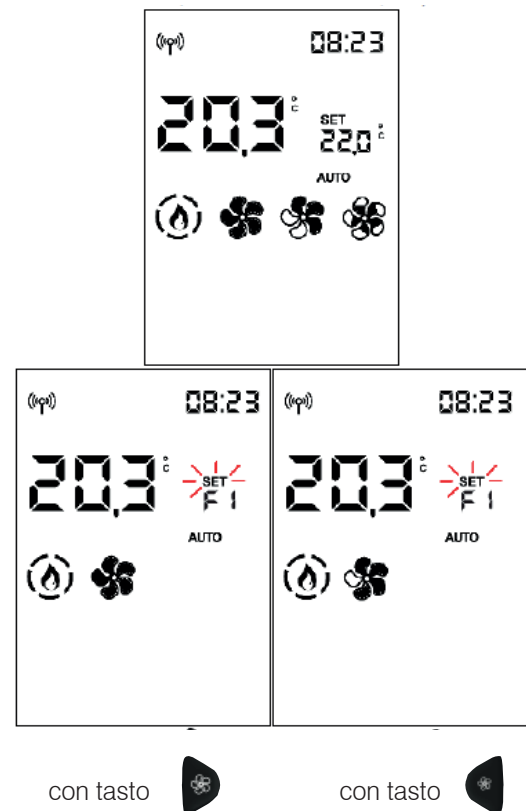 08:23
20,3 °c SET
22,0 °c
AUTO
08:23 08:23
20,3 °c SET 20,3 °c SET
F1 F1
AUTO AUTO
con tasto con tasto